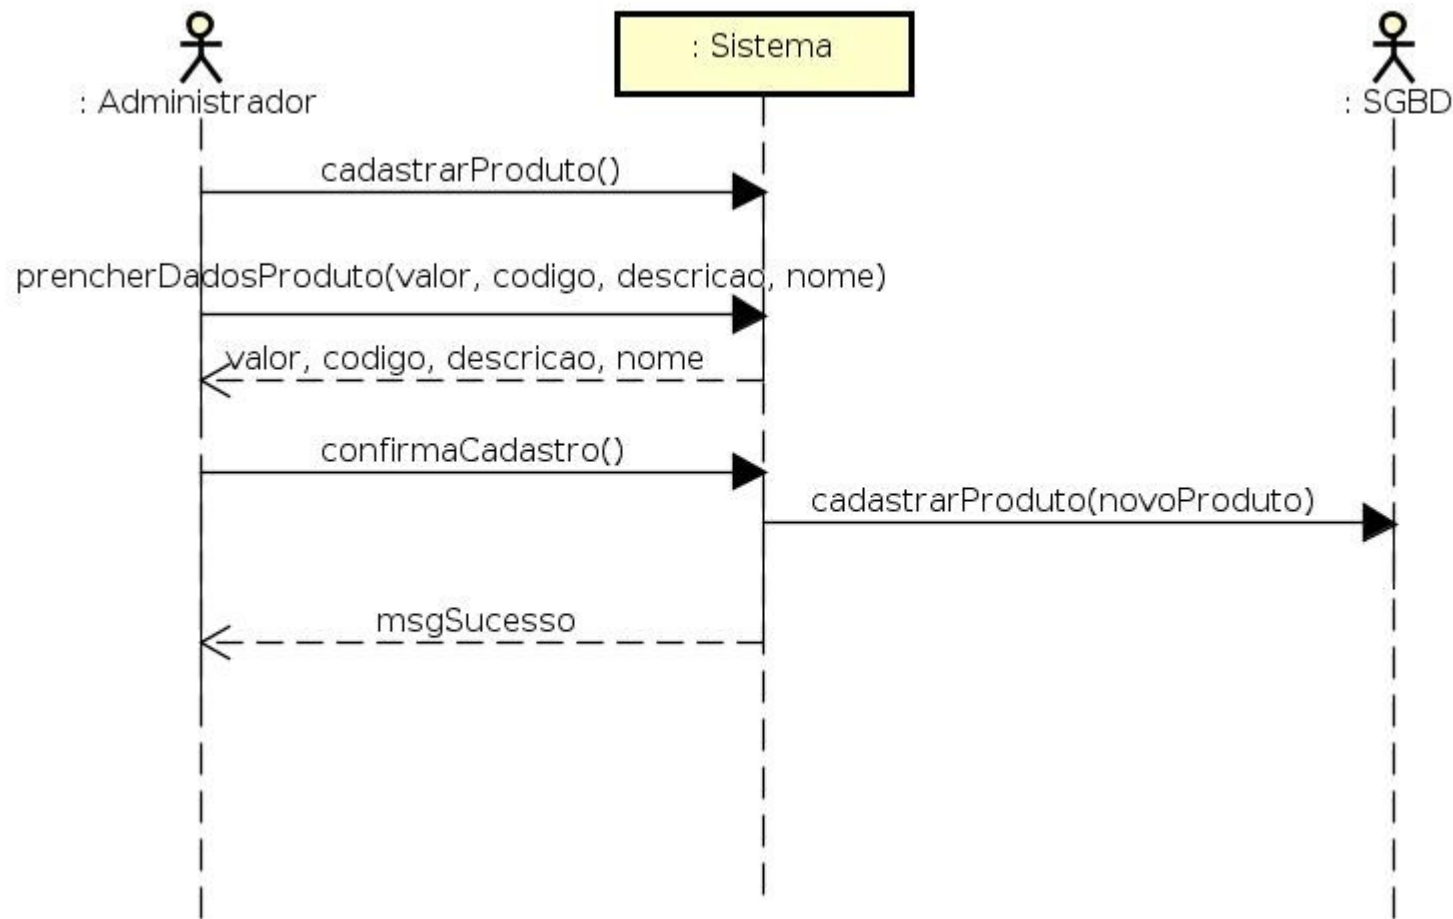 : Administrador
: Sistema
: SGBD
cadastrarProduto()
prencherDadosProduto(valor, codigo, descricao, nome)
valor, codigo, descricao, nome
confirmaCadastro()
cadastrarProduto(novoProduto)
msgSucesso